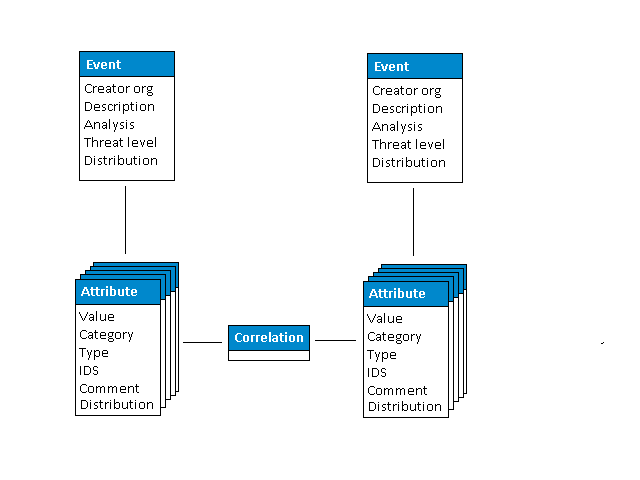 Event
Creator org
Description
Analysis
Threat level
Distribution
Event
Creator org
Description
Analysis
Threat level
Distribution
Attribute
Value
Category
Type
IDS
Comment
Distribution
Correlation
Attribute
Value
Category
Type
IDS
Comment
Distribution